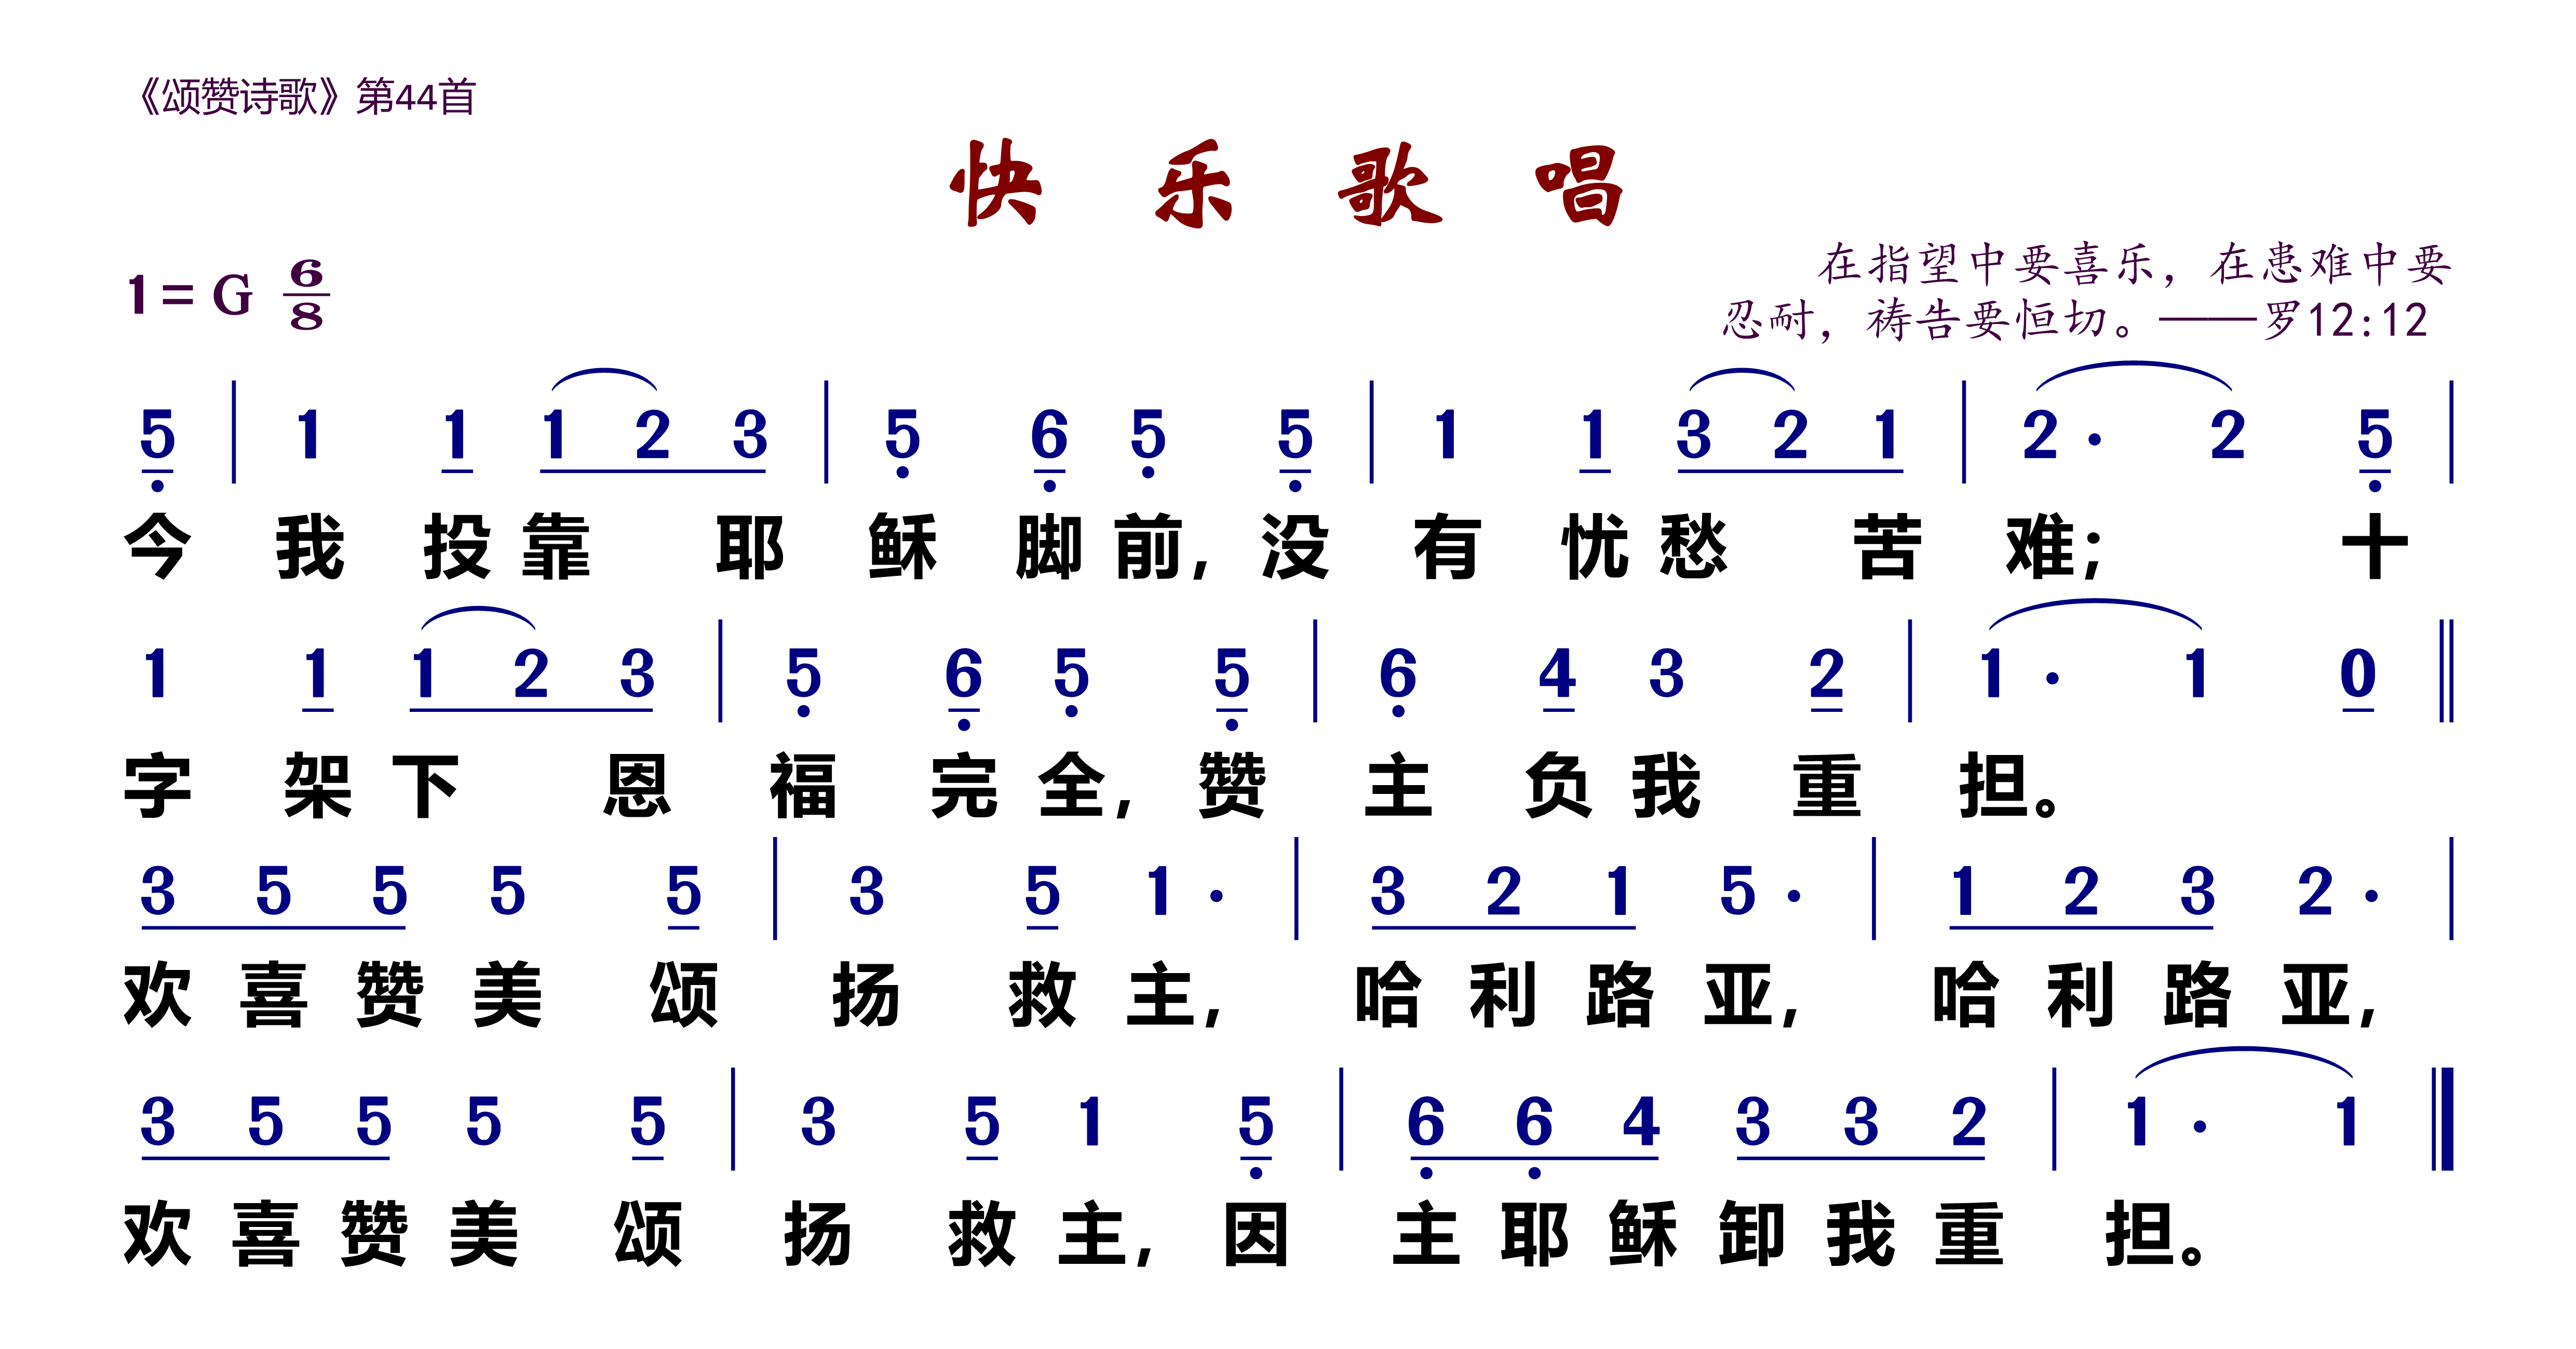 《颂赞诗歌》第44首
快乐歌唱
1=G 6/8
在指望中要喜乐，在患难中要
忍耐，祷告要恒切。——罗12:12
5 | 1 1 1 2 3 | 5 6 5 5 | 1 1 3 2 1 | 2 · 2 5 |
今我投靠耶稣脚前，没有忧愁苦难；十
1 1 1 2 3 | 5 6 5 5 | 6 4 3 2 | 1 · 1 0 ||
字架下恩福完全，赞主负我重担。
3 5 5 5 5 | 3 5 1 · | 3 2 1 5 · | 1 2 3 2 · |
欢喜赞美颂扬救主，哈利路亚，哈利路亚，
3 5 5 5 5 | 3 5 1 5 | 6 6 4 3 3 2 | 1 · 1 ||
欢喜赞美颂扬救主，因主耶稣卸我重担。